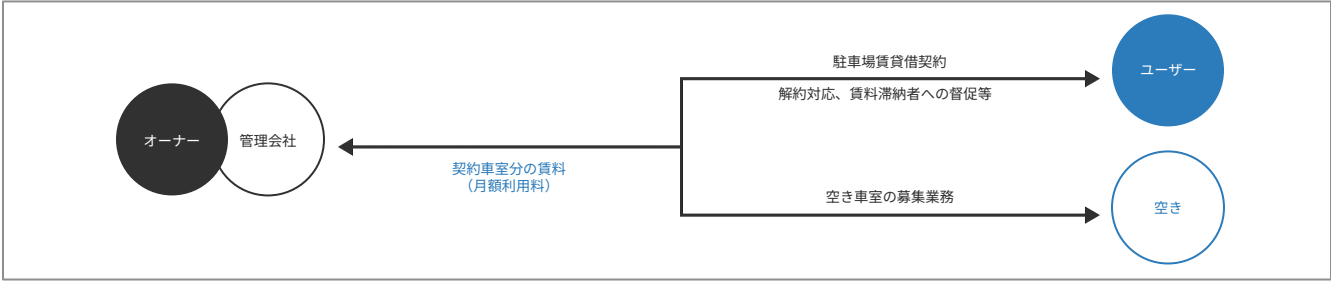 オーナー
管理会社
契約車室分の賃料
（月額利用料）
駐車場賃貸借契約
解約対応、賃料滞納者への督促等
ユーザー
空き車室の募集業務
空き